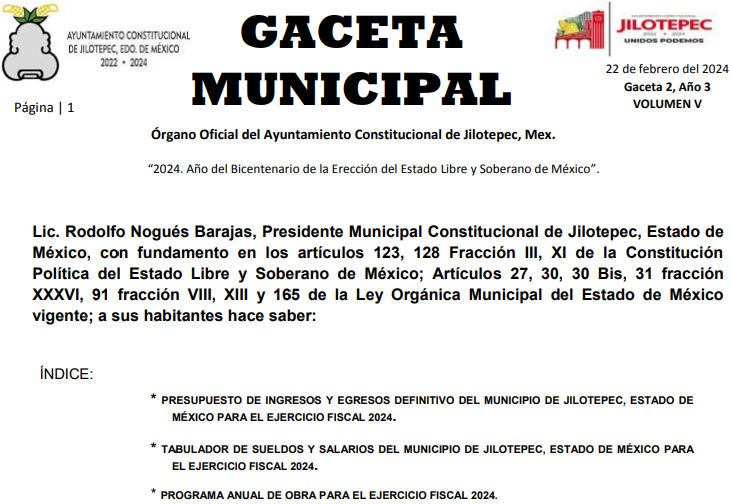 AYUNTAMIENTO CONSTITUCIONAL
DE JILOTEPEC, EDO. DE MÉXICO
2022 • 2024
GACETA
MUNICIPAL
JILOTEPEC
2022 • 2024
UNIDOS PODEMOS
22 de febrero del 2024
Gaceta 2, Año 3
VOLUMEN V
Página | 1
Órgano Oficial del Ayuntamiento Constitucional de Jilotepec, Mex.
“2024. Año del Bicentenario de la Erección del Estado Libre y Soberano de México”.
Lic. Rodolfo Nogués Barajas, Presidente Municipal Constitucional de Jilotepec, Estado de
México, con fundamento en los artículos 123, 128 Fracción III, XI de la Constitución
Política del Estado Libre y Soberano de México; Artículos 27, 30, 30 Bis, 31 fracción
XXXVI, 91 fracción VIII, XIII y 165 de la Ley Orgánica Municipal del Estado de México
vigente; a sus habitantes hace saber:
ÍNDICE:
* PRESUPUESTO DE INGRESOS Y EGRESOS DEFINITIVO DEL MUNICIPIO DE JILOTEPEC, ESTADO DE
MÉXICO PARA EL EJERCICIO FISCAL 2024.
* TABULADOR DE SUELDOS Y SALARIOS DEL MUNICIPIO DE JILOTEPEC, ESTADO DE MÉXICO PARA
EL EJERCICIO FISCAL 2024.
* PROGRAMA ANUAL DE OBRA PARA EL EJERCICIO FISCAL 2024.